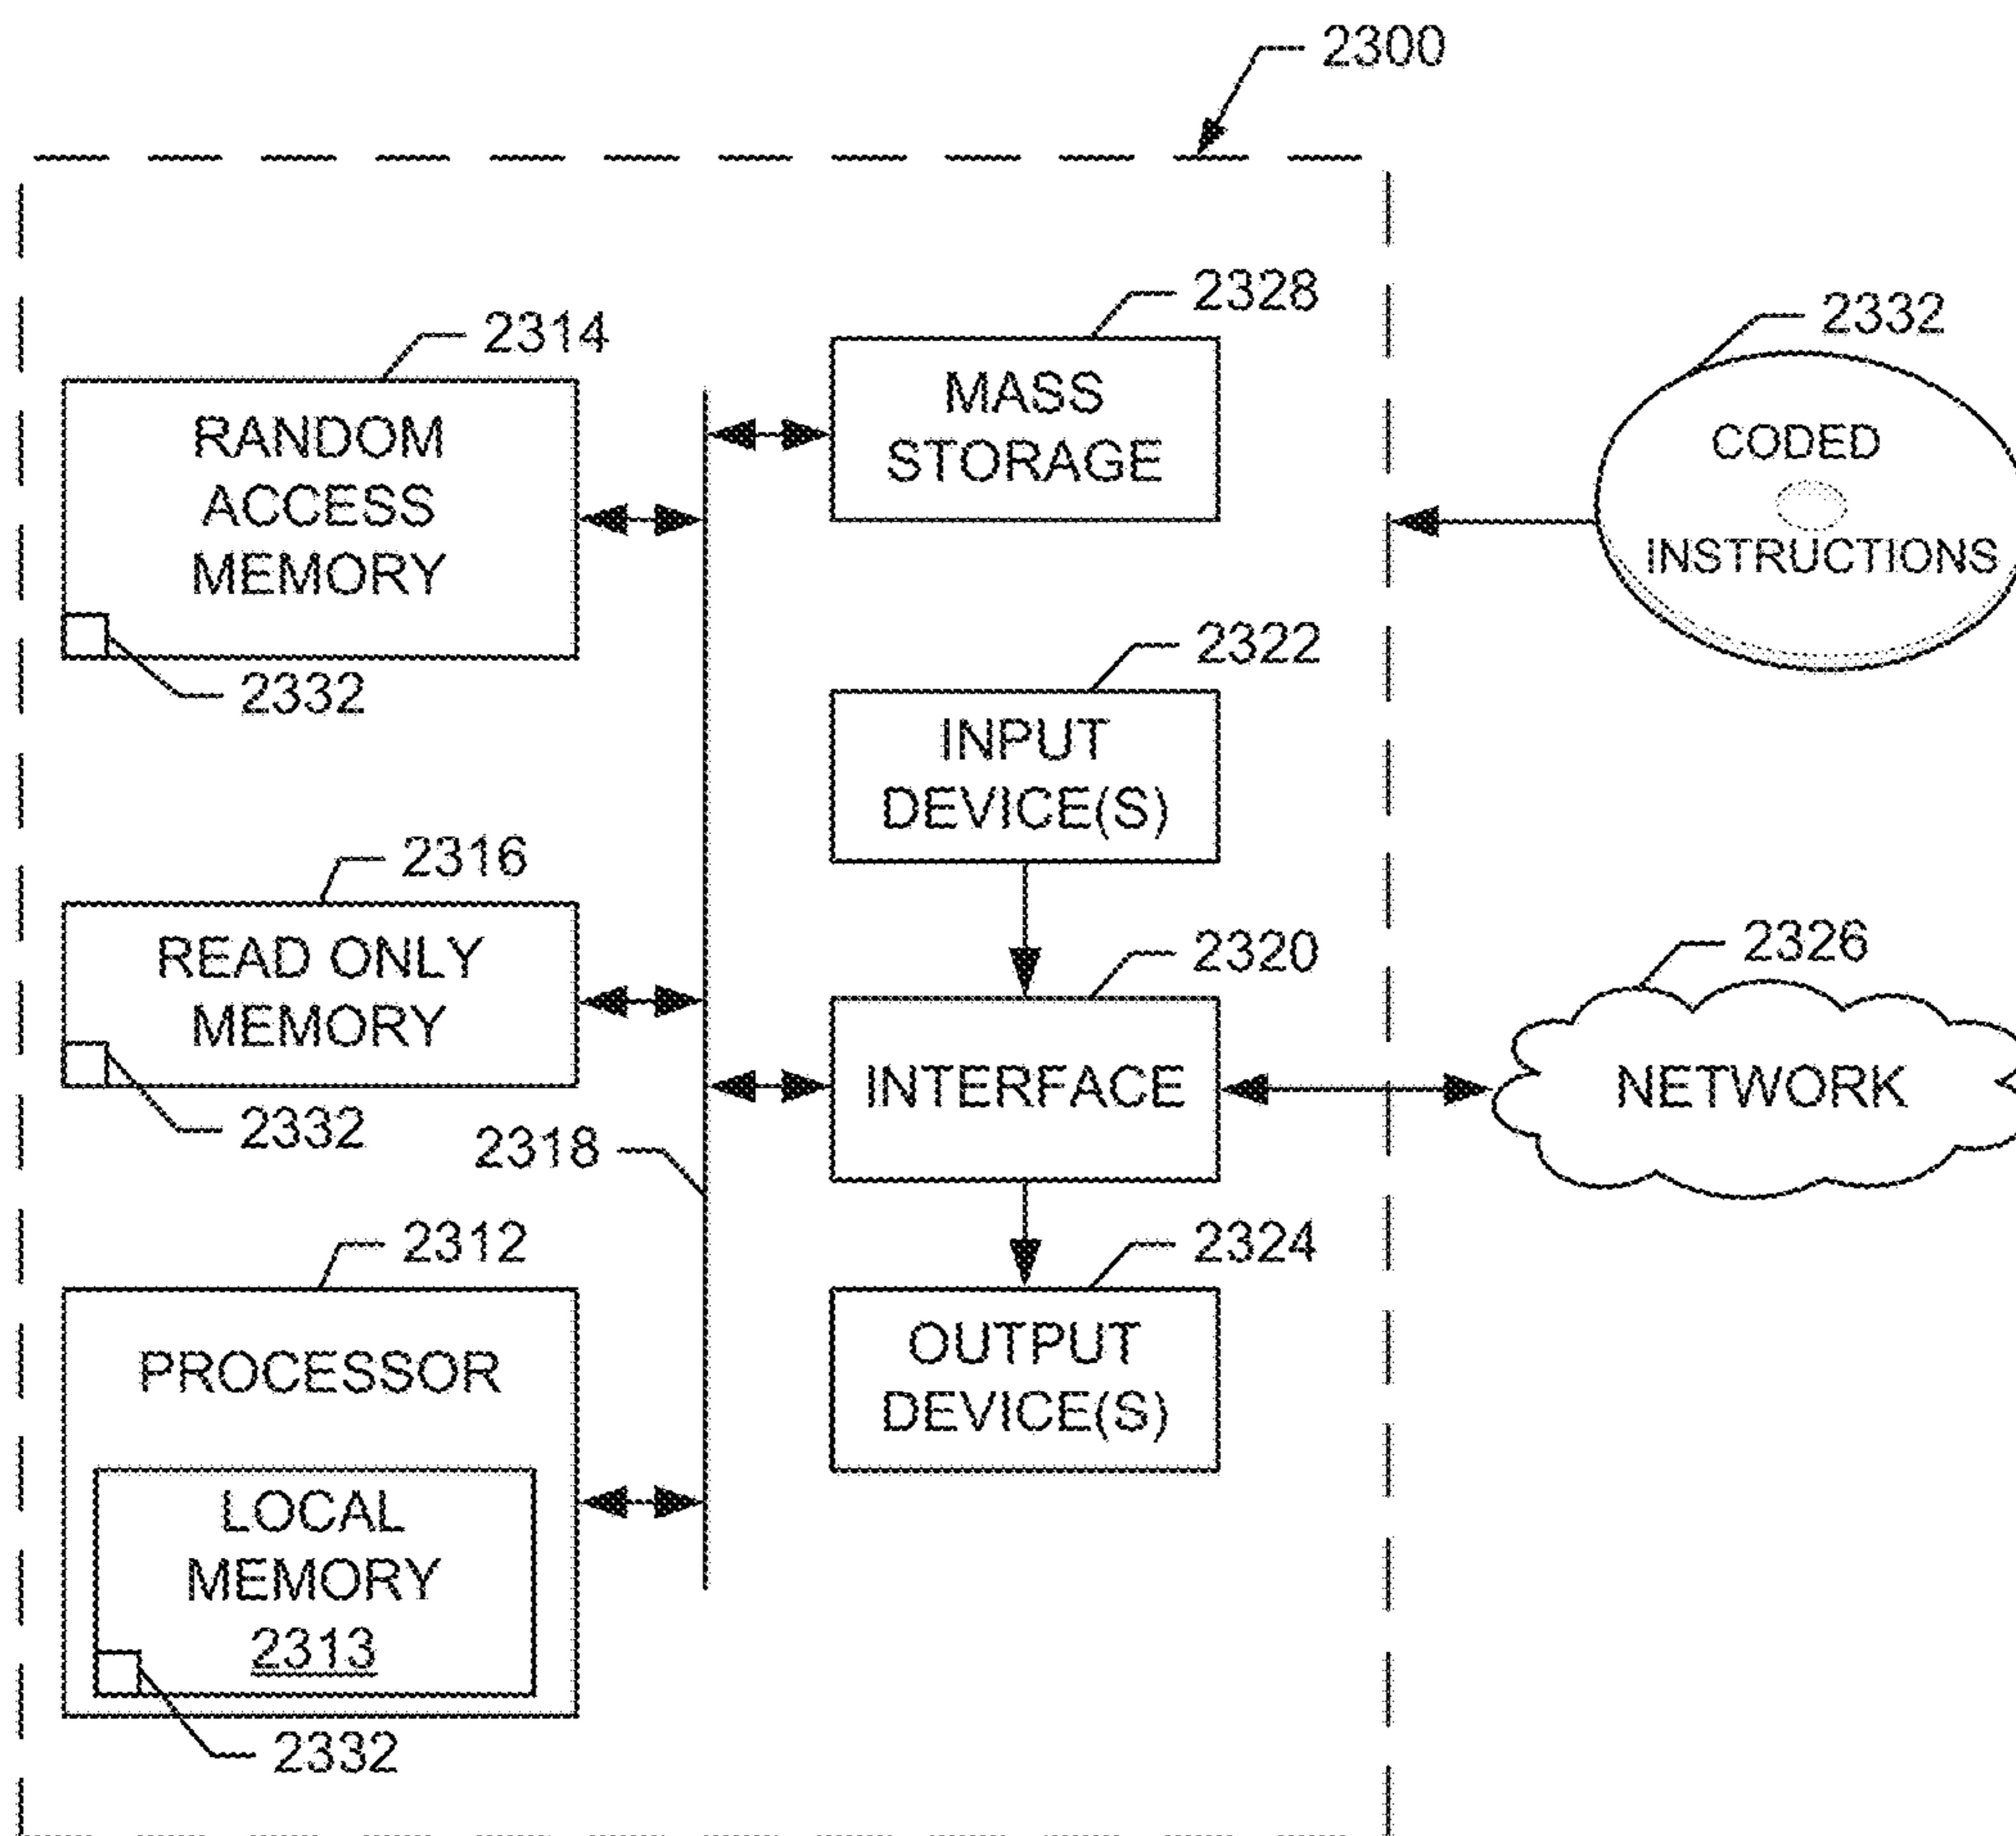 2300
2314
RANDOM
ACCESS
MEMORY
2332
2316
READ ONLY
MEMORY
2332
2318
2312
PROCESSOR
LOCAL
MEMORY
2313
2332
2328
MASS
STORAGE
2322
INPUT
DEVICE(S)
2320
INTERFACE
2324
OUTPUT
DEVICE(S)
2332
CODED
INSTRUCTIONS
2326
NETWORK